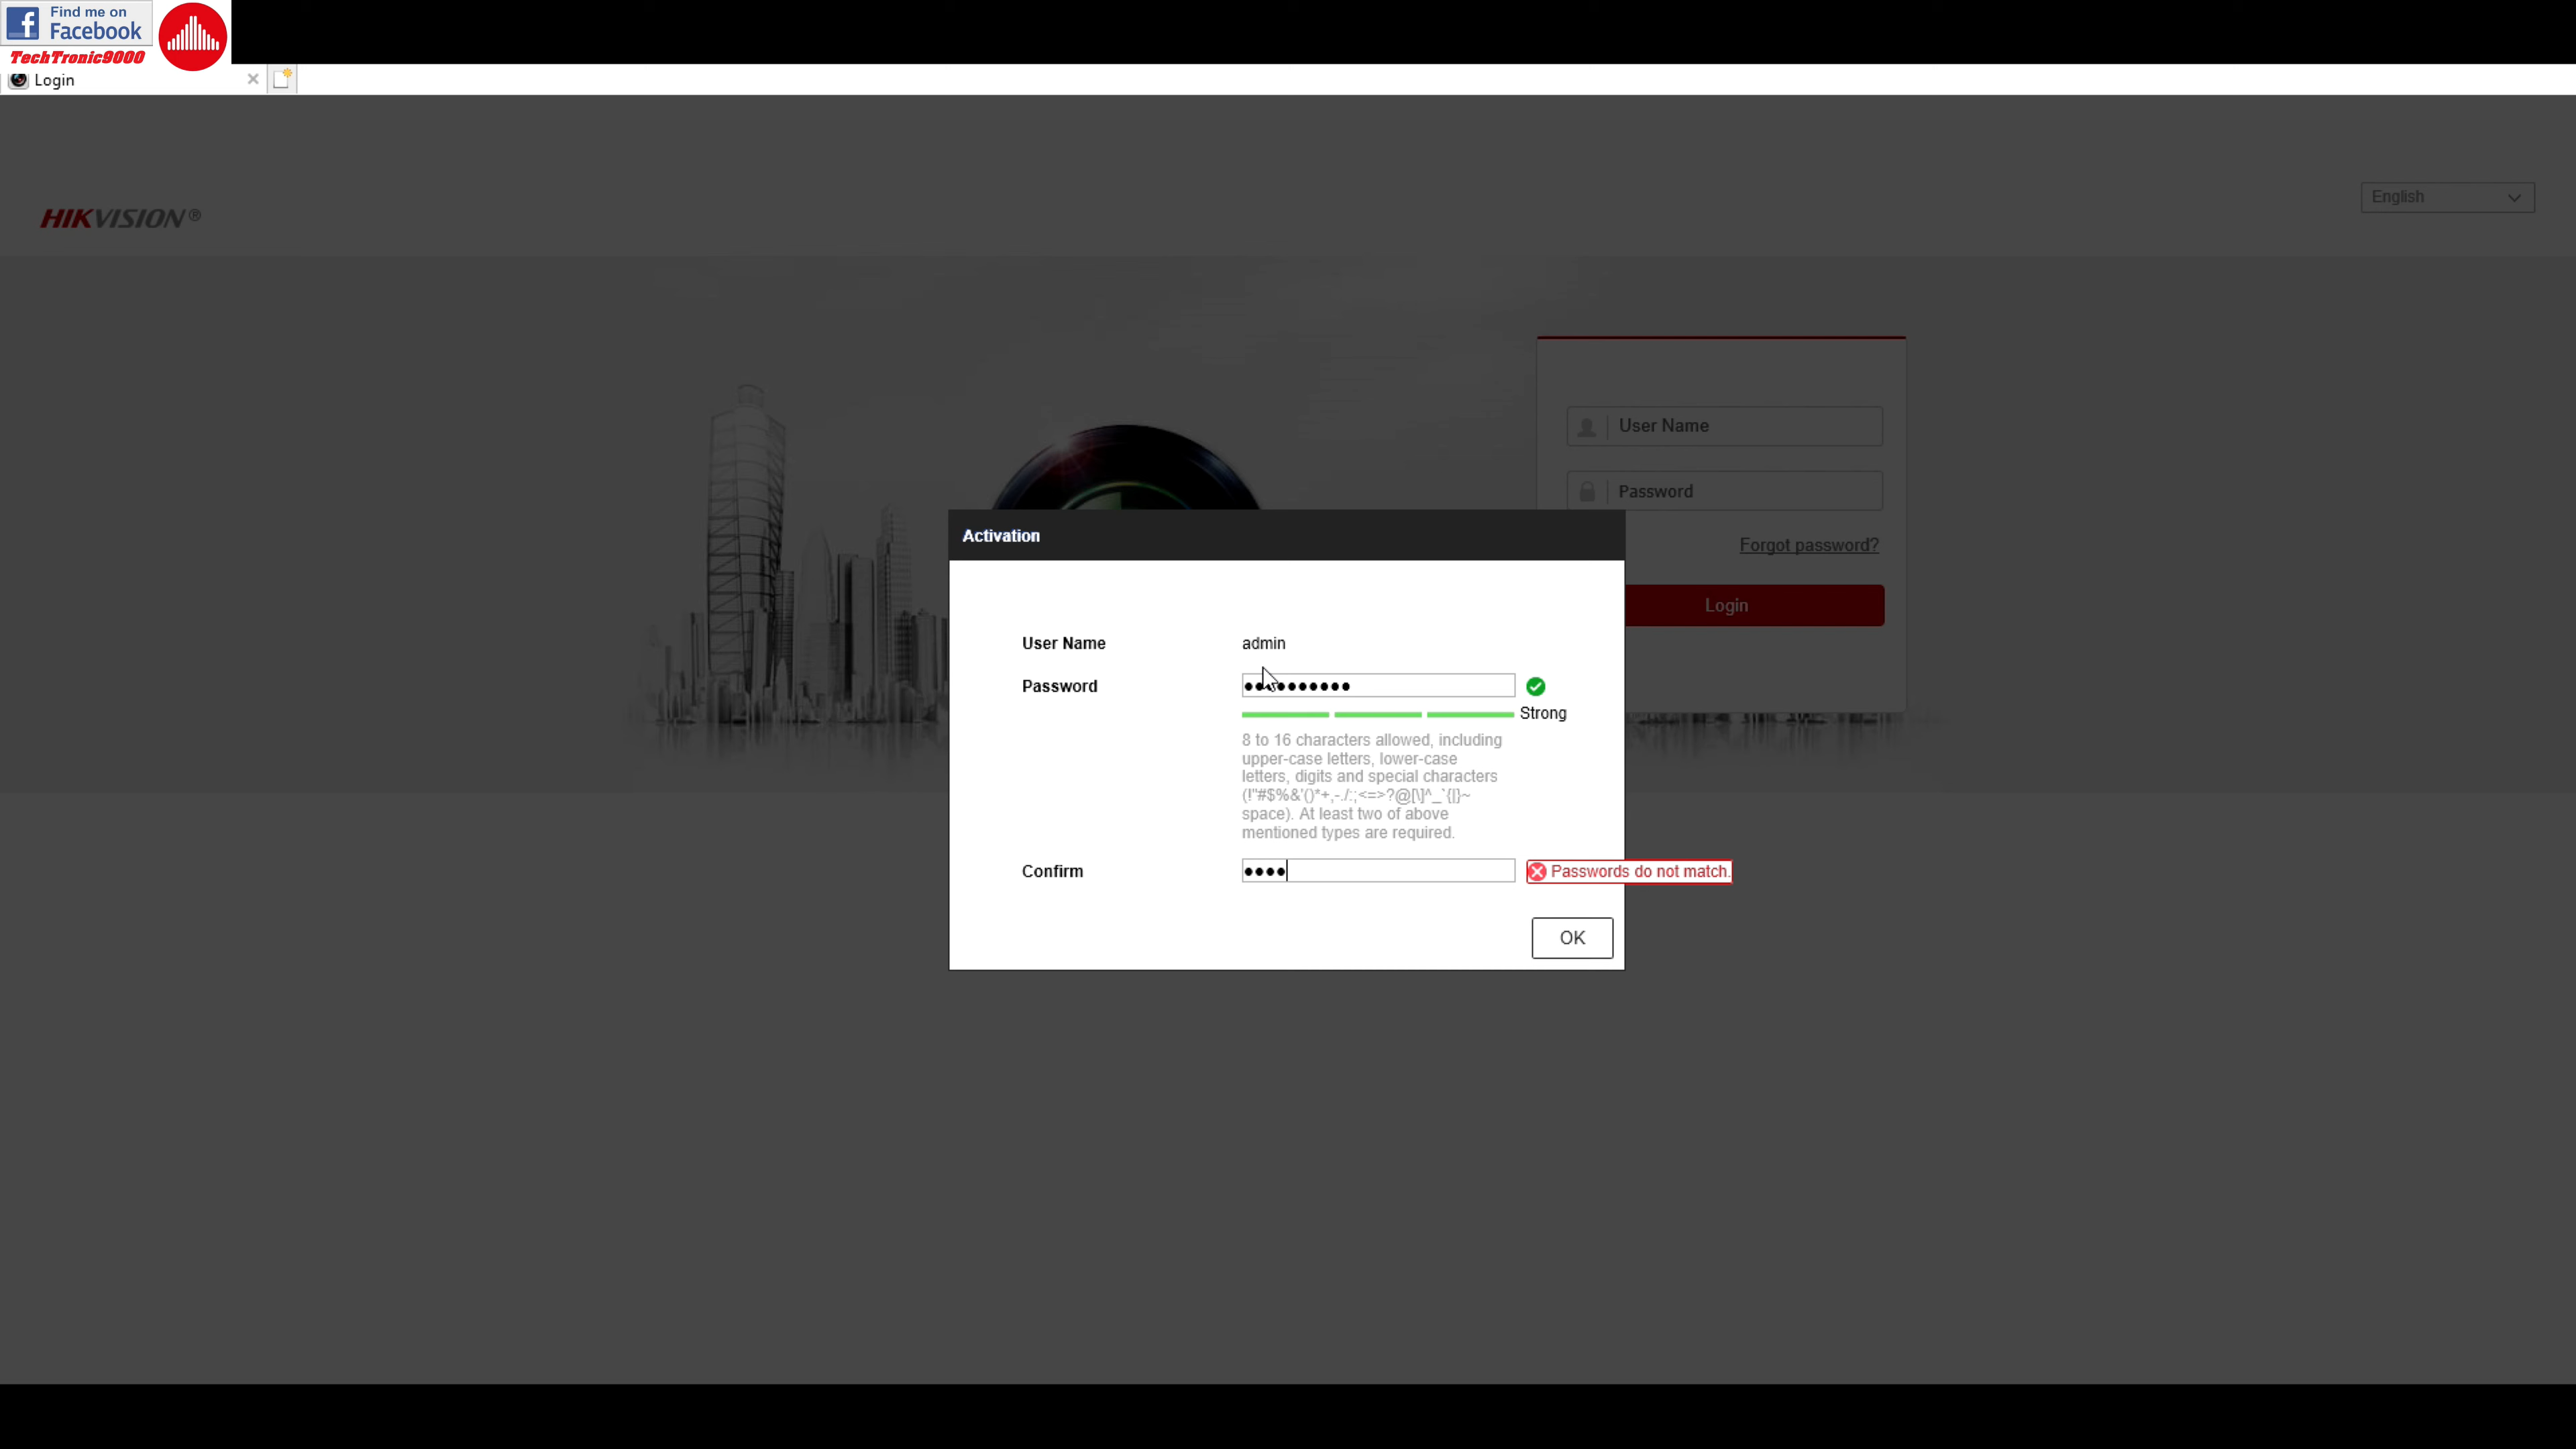 Find me on
Facebook
TechTronic9000
Login
HIKVISION®
English
User Name
Password
Forgot password?
Login
Activation
User Name admin
Password ••••••••••
Strong
8 to 16 characters allowed, including
upper-case letters, lower-case
letters, digits and special characters
(!"#$%&'()*+,-./:;<=>?@[\]^_`{|}~
space). At least two of above
mentioned types are required.
Confirm •••• Passwords do not match.
OK